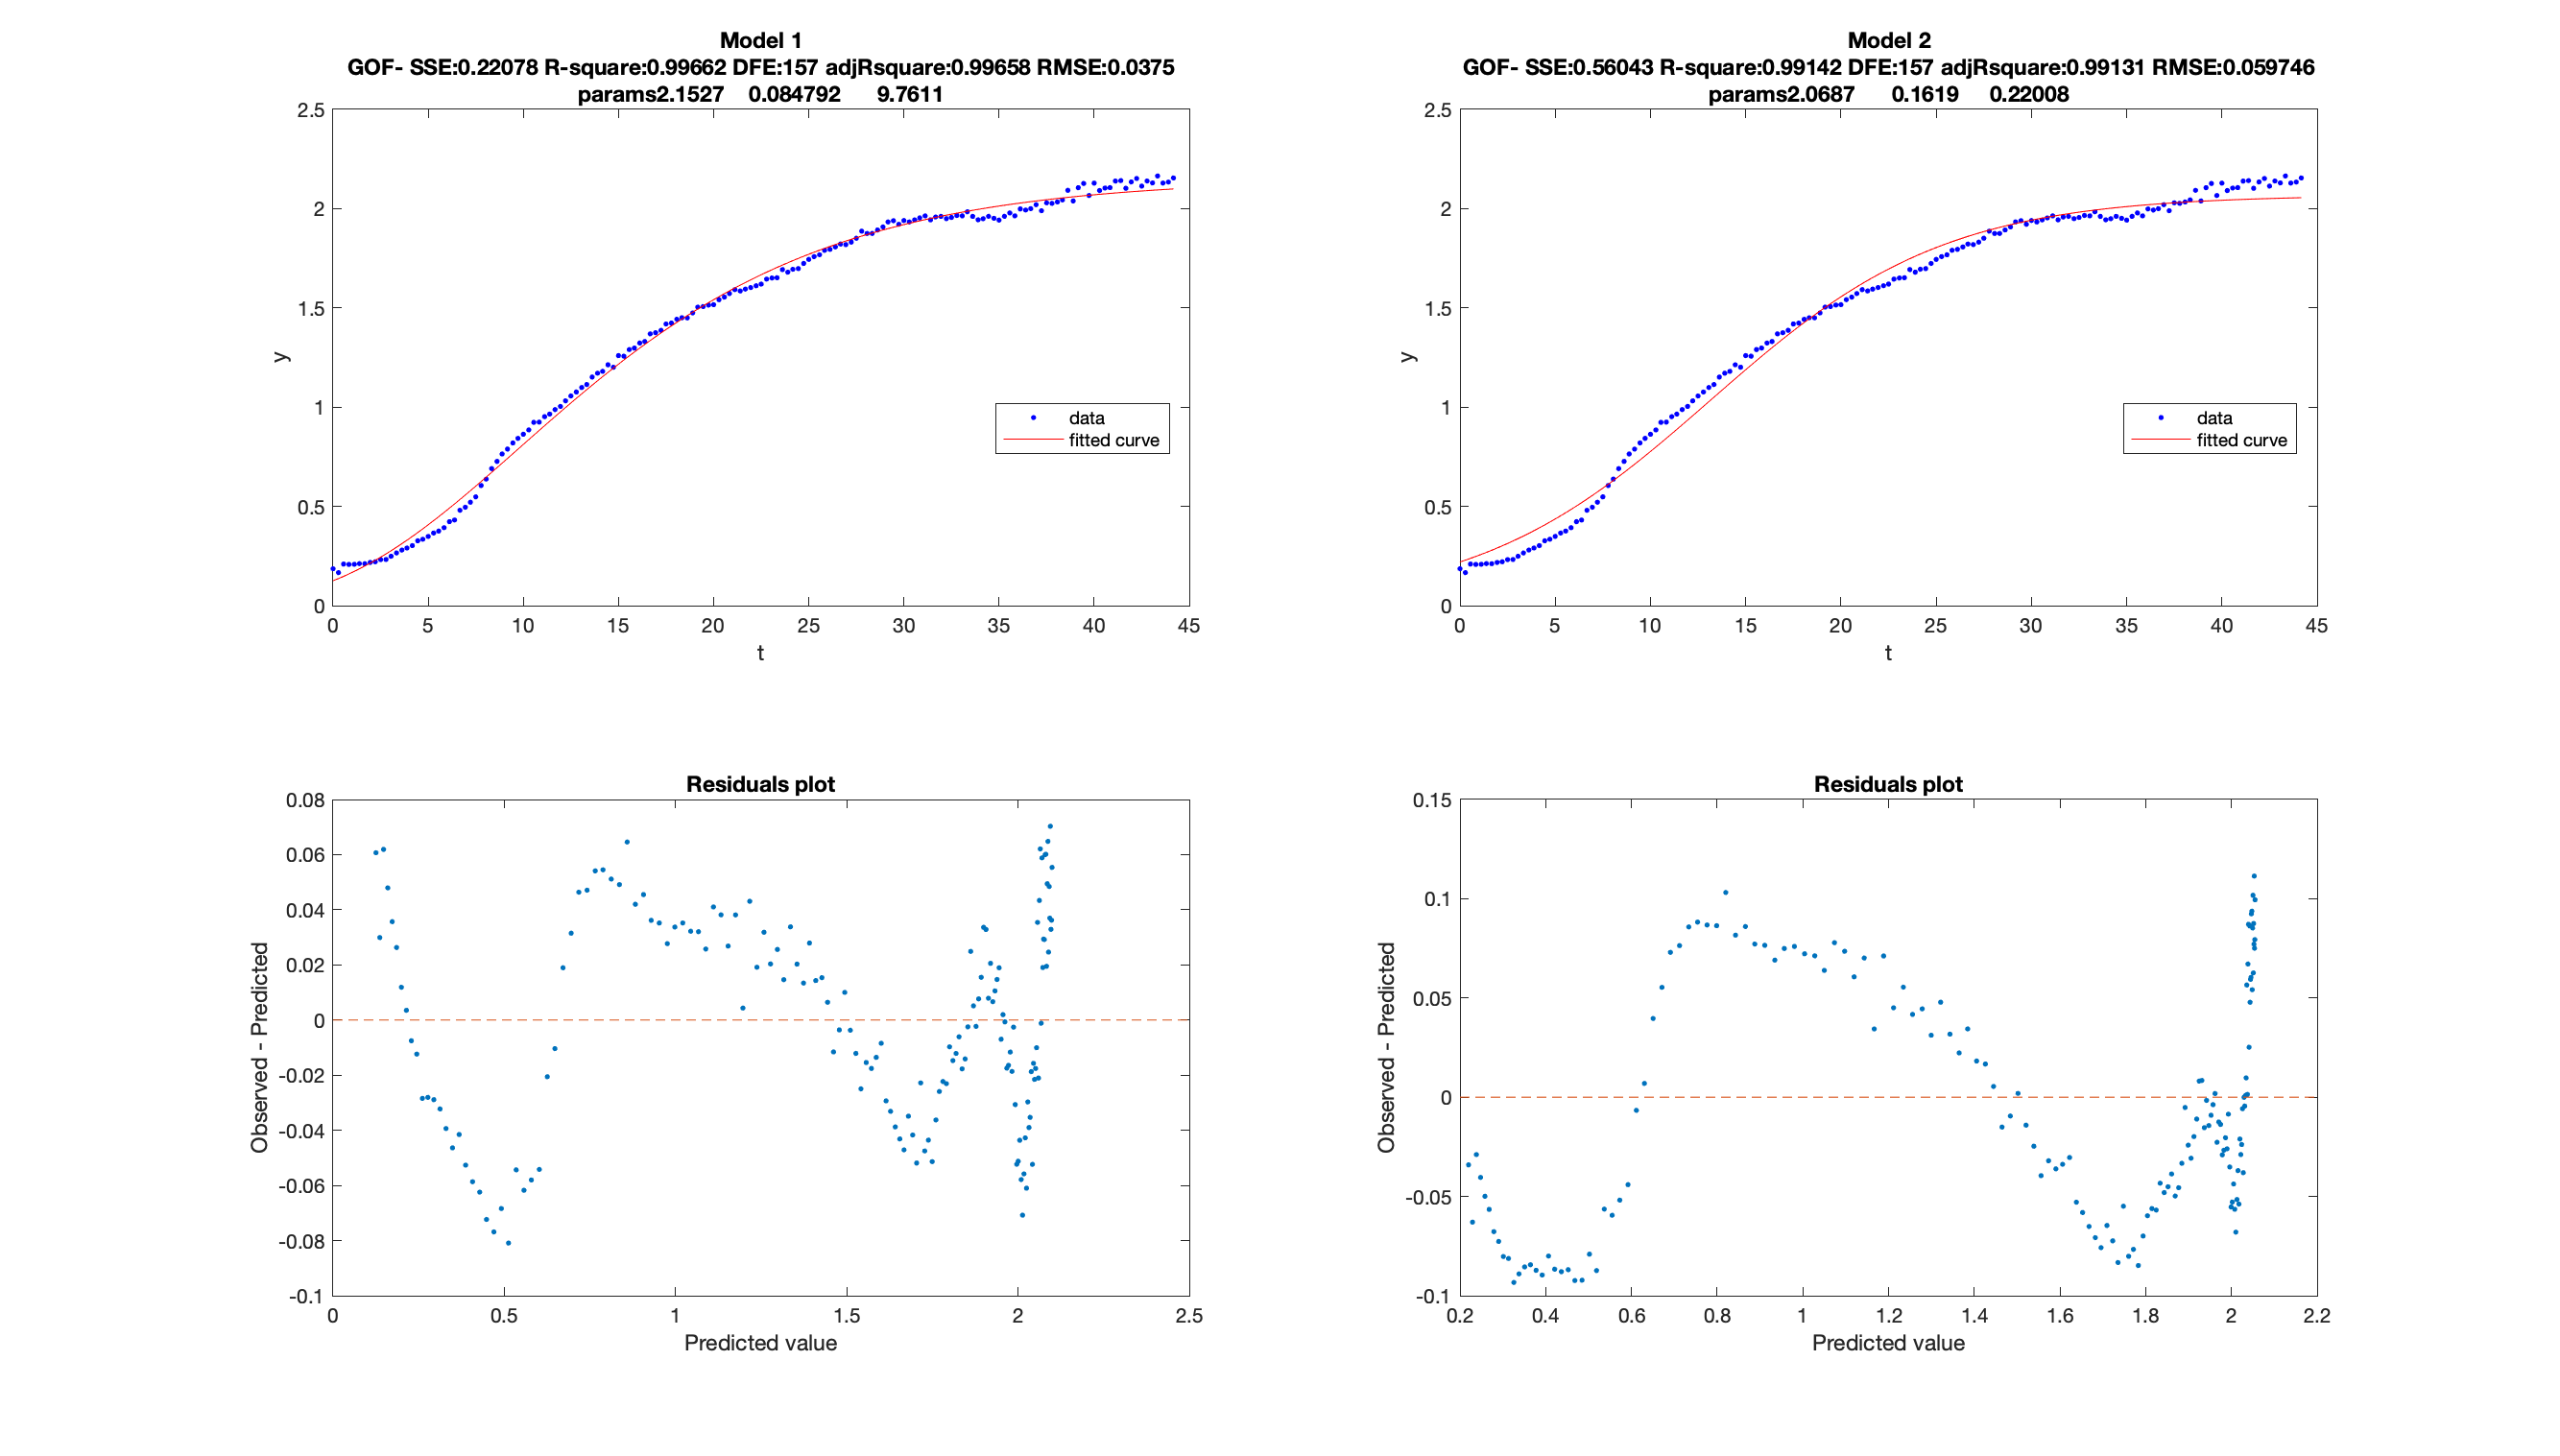 Model 1
GOF- SSE:0.22078 R-square:0.99662 DFE:157 adjRsquare:0.99658 RMSE:0.0375
params2.1527 0.084792 9.7611
2.5
2
1.5
1
0.5
0
y
data
fitted curve
0 5 10 15 20 25 30 35 40 45
t
Model 2
GOF- SSE:0.56043 R-square:0.99142 DFE:157 adjRsquare:0.99131 RMSE:0.059746
params2.0687 0.1619 0.22008
2.5
2
1.5
1
0.5
0
y
data
fitted curve
0 5 10 15 20 25 30 35 40 45
t
Residuals plot
0.08
0.06
0.04
0.02
0
-0.02
-0.04
-0.06
-0.08
-0.1
Observed - Predicted
0 0.5 1 1.5 2 2.5
Predicted value
Residuals plot
0.15
0.1
0.05
0
-0.05
-0.1
Observed - Predicted
0.2 0.4 0.6 0.8 1 1.2 1.4 1.6 1.8 2 2.2
Predicted value